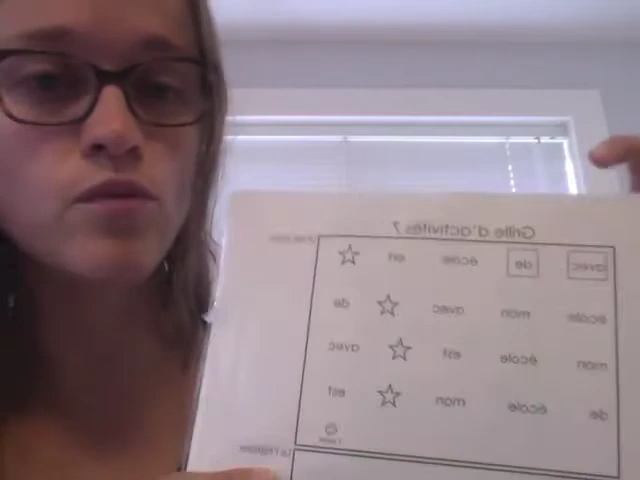 Grille d'activités 7
avec de école est ☆
école mon avec ☆ de
mon école est ☆ avec
de école mon ☆ est